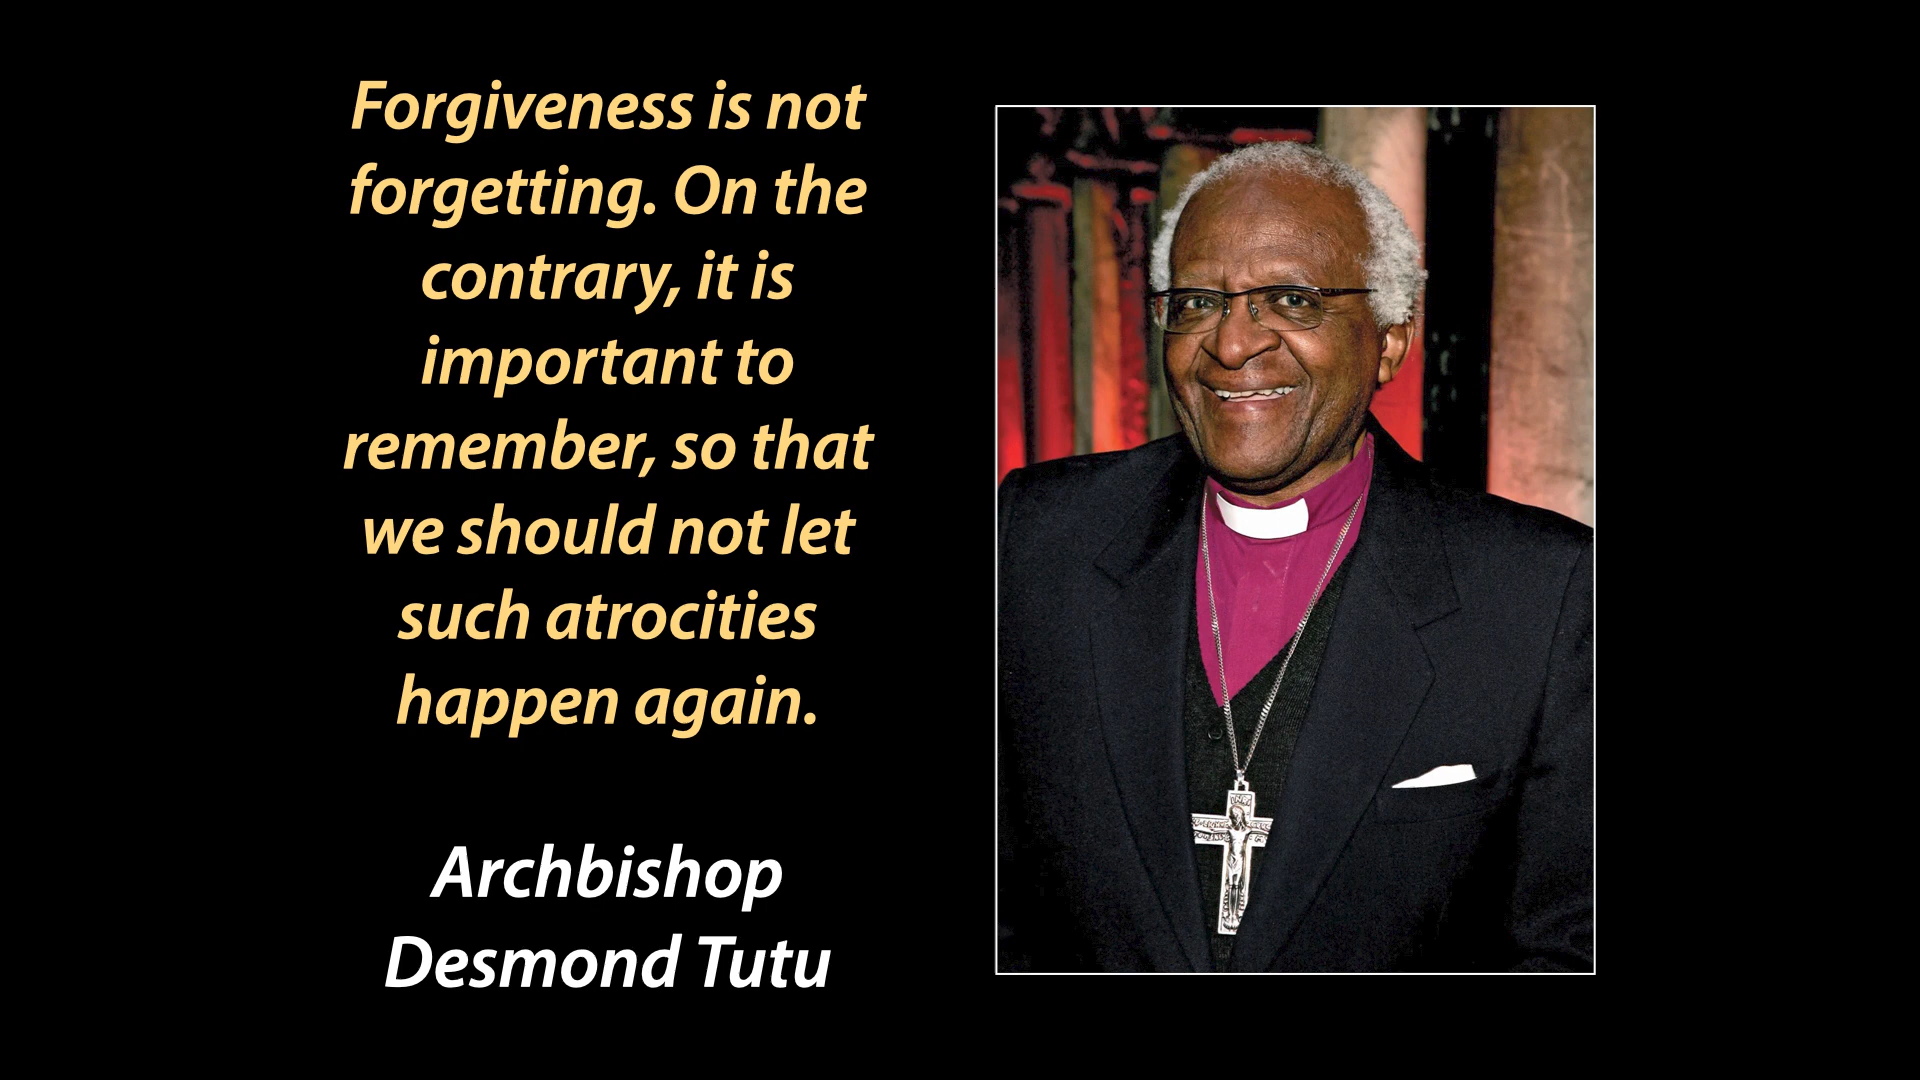 Forgiveness is not
forgetting. On the
contrary, it is
important to
remember, so that
we should not let
such atrocities
happen again.
Archbishop
Desmond Tutu
INRI